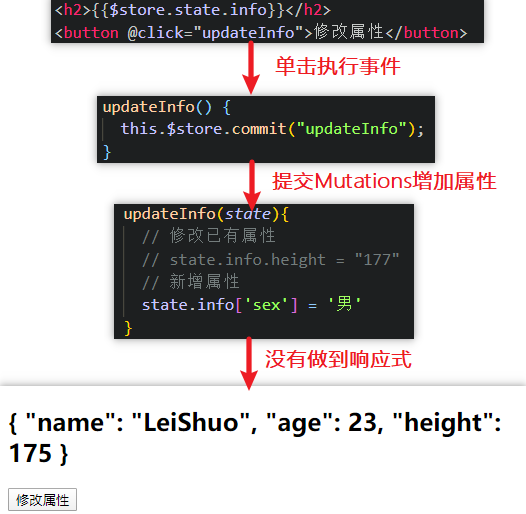 <h2>{{$store.state.info}}</h2>
<button @click="updateInfo">修改属性</button>
单击执行事件
updateInfo() {
this.$store.commit("updateInfo");
}
提交Mutations增加属性
updateInfo(state){
// 修改已有属性
// state.info.height = "177"
// 新增属性
state.info['sex'] = '男'
}
没有做到响应式
{ "name": "LeiShuo", "age": 23, "height":
175 }
修改属性